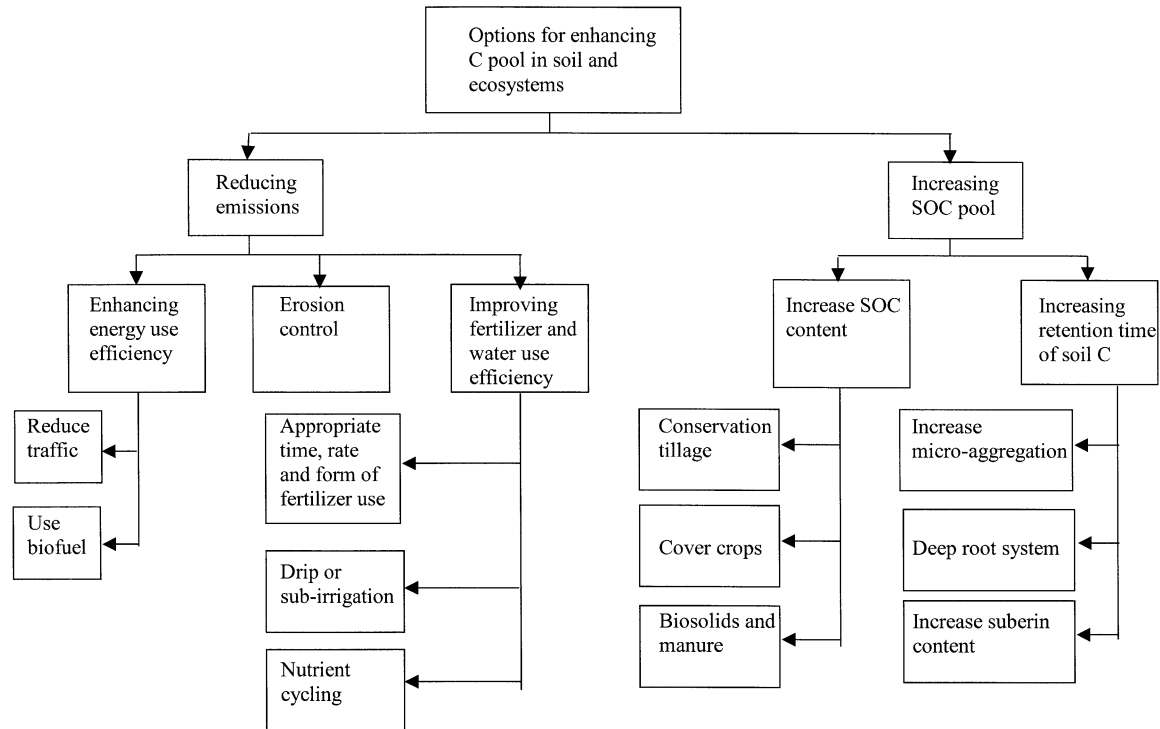 Options for enhancing
C pool in soil and
ecosystems
Reducing
emissions
Increasing
SOC pool
Enhancing
energy use
efficiency
Erosion
control
Improving
fertilizer and
water use
efficiency
Increase SOC
content
Increasing
retention time
of soil C
Reduce
traffic
Use
biofuel
Appropriate
time, rate
and form of
fertilizer use
Drip or
sub-irrigation
Nutrient
cycling
Conservation
tillage
Cover crops
Biosolids and
manure
Increase
micro-aggregation
Deep root system
Increase suberin
content